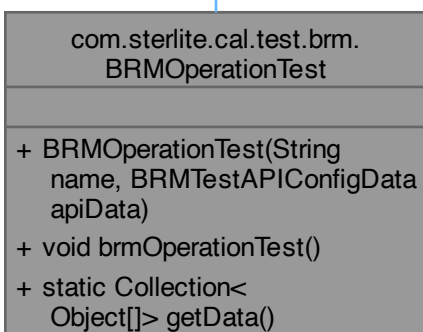 com.sterlite.cal.test.brm.
BRMOperationTest
+ BRMOperationTest(String
name, BRMTestAPIConfigData
apiData)
+ void brmOperationTest()
+ static Collection<
Object[]> getData()